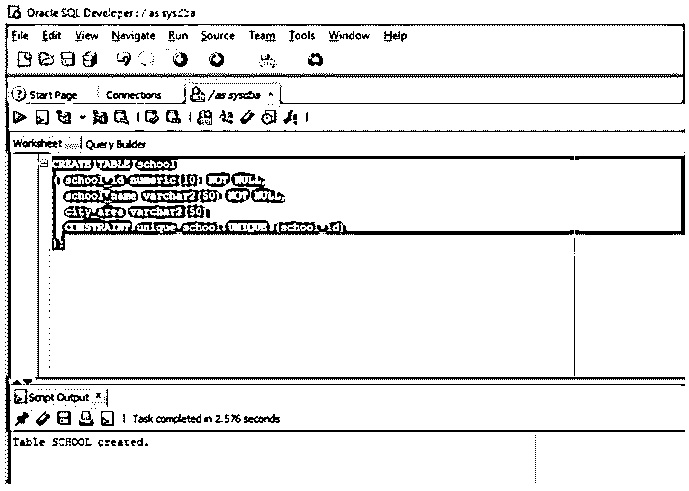 Oracle SQL Developer : / as sysdba
File Edit View Navigate Run Source Team Tools Window Help
Start Page Connections / as sysdba
Worksheet Query Builder
CREATE TABLE school
( school_id numeric(10) NOT NULL,
school_name varchar2(50) NOT NULL,
city_area varchar2(50),
CONSTRAINT unique_school UNIQUE (school_id)
);
Script Output
Task completed in 2.576 seconds
Table SCHOOL created.